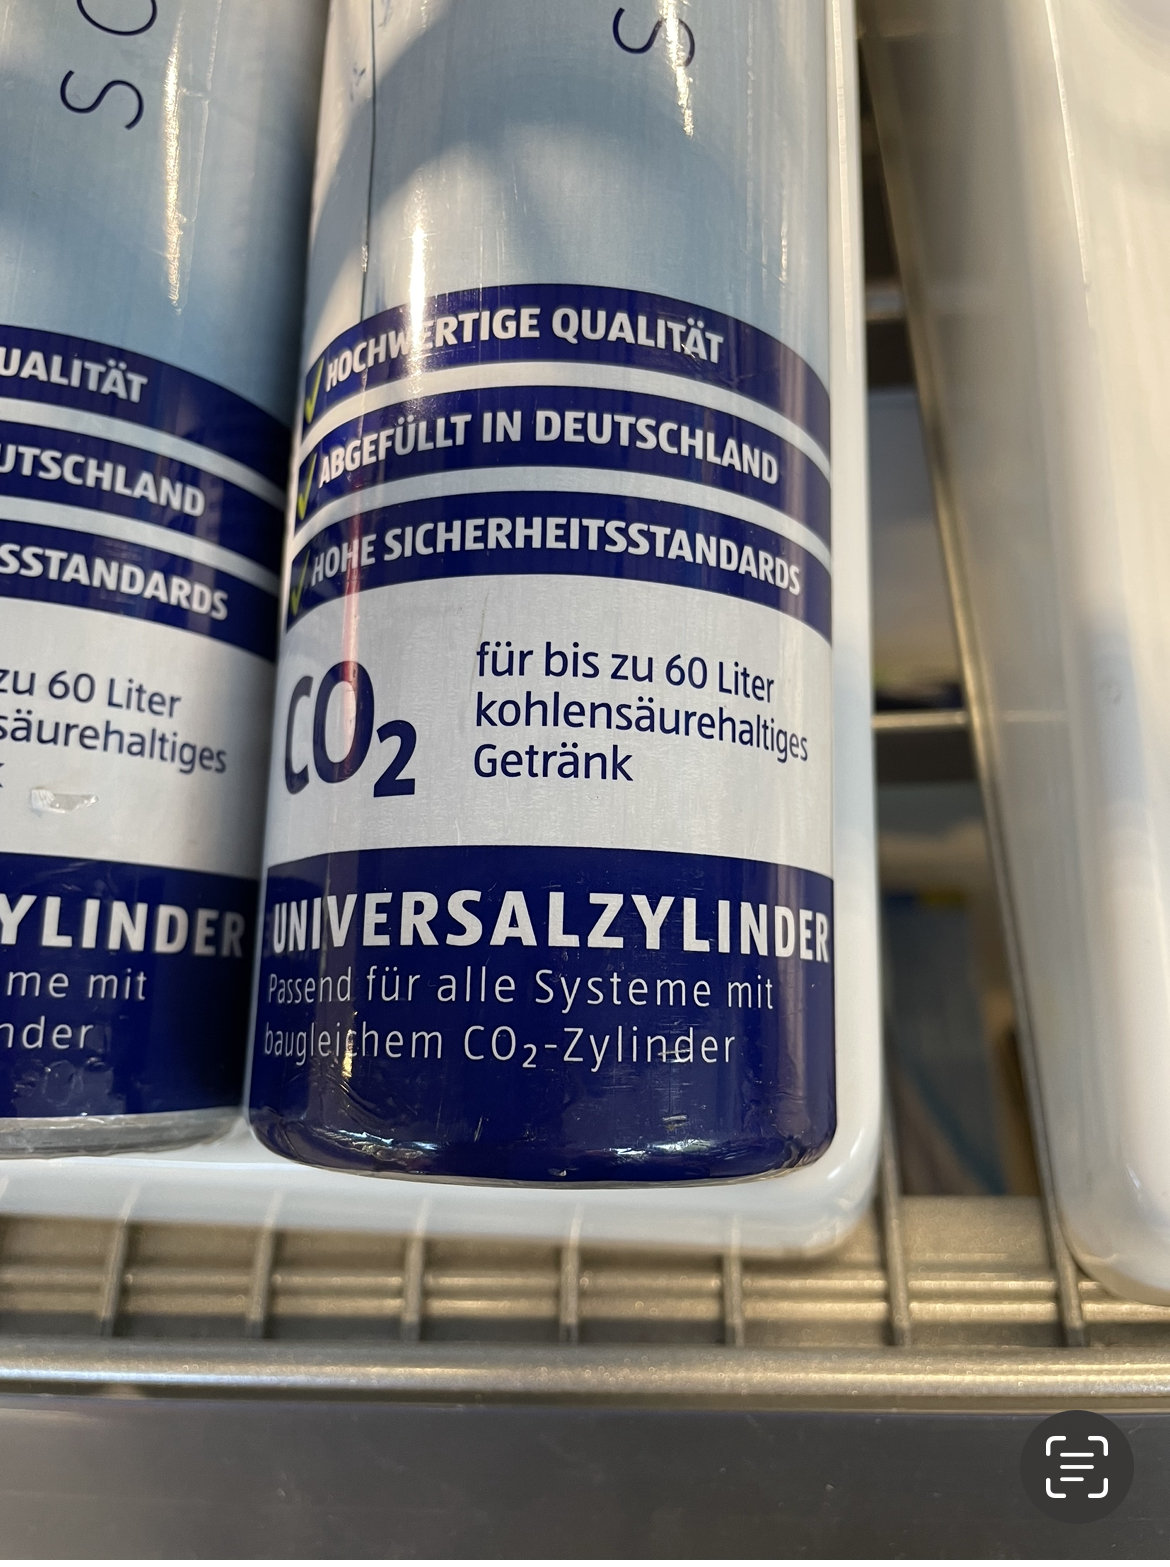 SO
S
UALITÄT
UTSCHLAND
SSTANDARDS
zu 60 Liter
säurehaltiges
k
YLINDER
me mit
nder
HOCHWERTIGE QUALITÄT
ABGEFÜLLT IN DEUTSCHLAND
HOHE SICHERHEITSSTANDARDS
CO₂
für bis zu 60 Liter
kohlensäurehaltiges
Getränk
UNIVERSALZYLINDER
Passend für alle Systeme mit
baugleichem CO₂-Zylinder